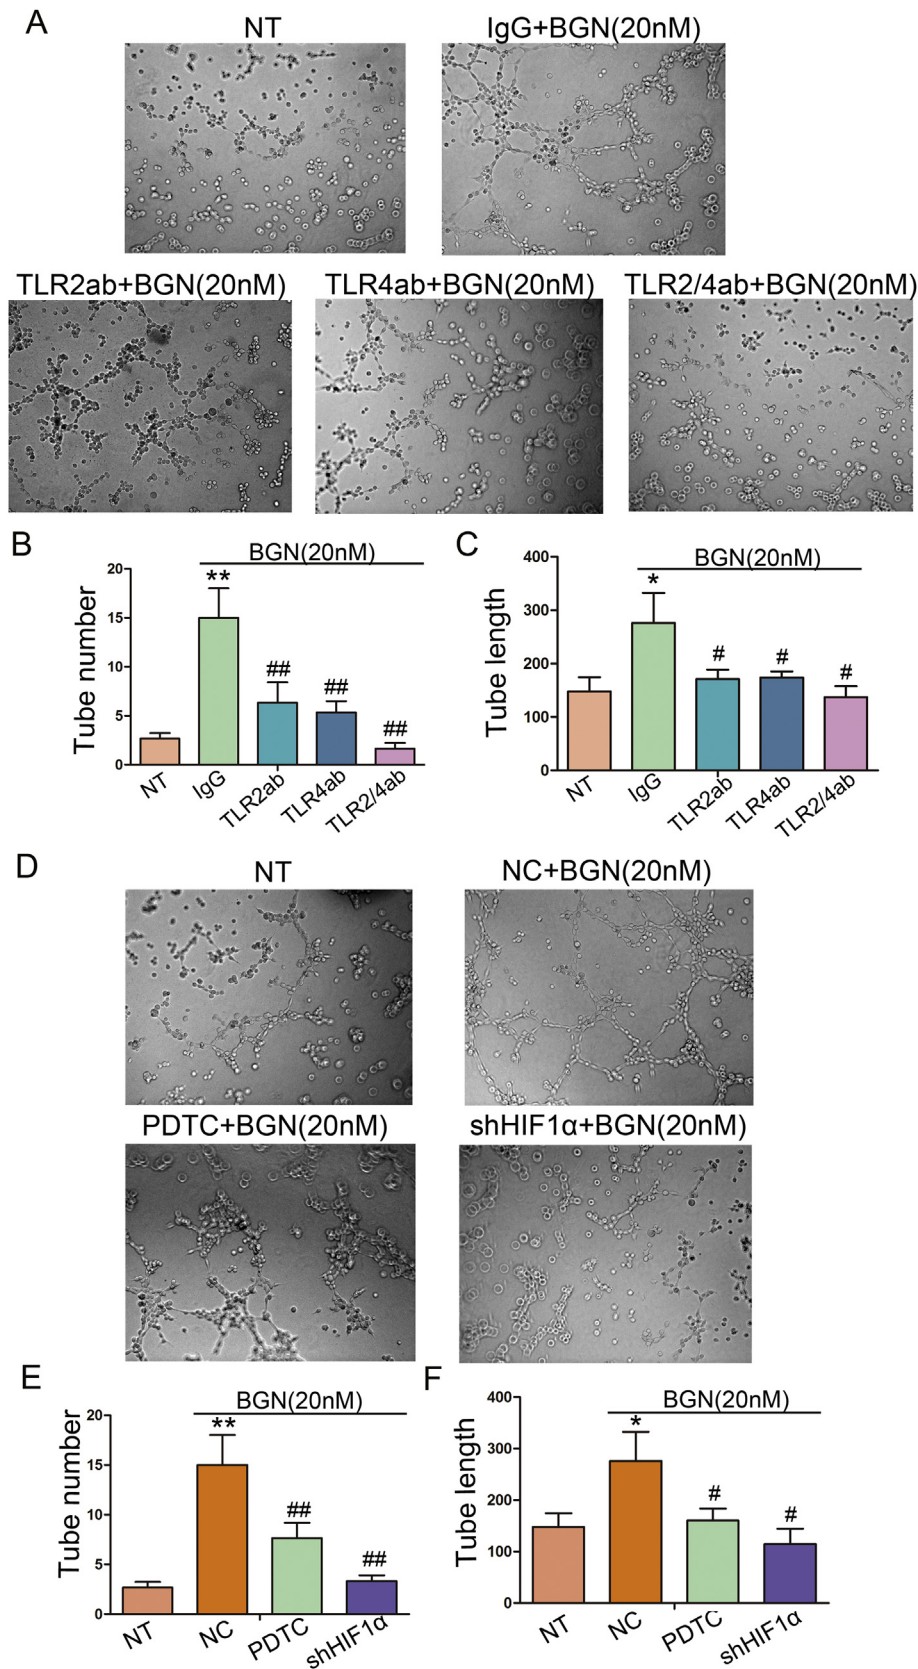 A
NT
IgG+BGN(20nM)
TLR2ab+BGN(20nM)
TLR4ab+BGN(20nM)
TLR2/4ab+BGN(20nM)
B
BGN(20nM)
Tube number
20
15
10
5
0
**
##
##
##
NT
IgG
TLR2ab
TLR4ab
TLR2/4ab
C
BGN(20nM)
Tube length
400
300
200
100
0
*
#
#
#
NT
IgG
TLR2ab
TLR4ab
TLR2/4ab
D
NT
NC+BGN(20nM)
PDTC+BGN(20nM)
shHIF1α+BGN(20nM)
E
BGN(20nM)
Tube number
20
15
10
5
0
**
##
##
NT
NC
PDTC
shHIF1α
F
BGN(20nM)
Tube length
400
300
200
100
0
*
#
#
NT
NC
PDTC
shHIF1α